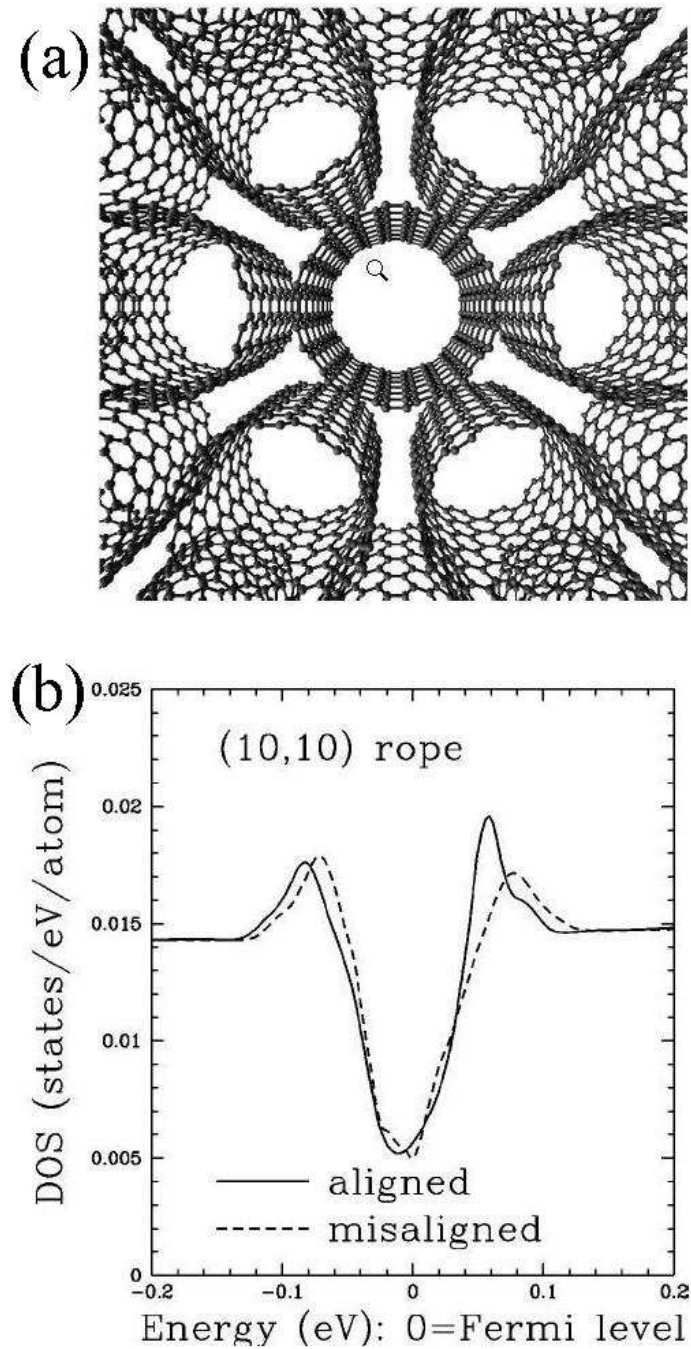 (a)
(b)
0.025
0.02
0.015
0.01
0.005
0
(10,10) rope
aligned
misaligned
DOS (states/eV/atom)
-0.2
-0.1
0
0.1
0.2
Energy (eV): 0=Fermi level